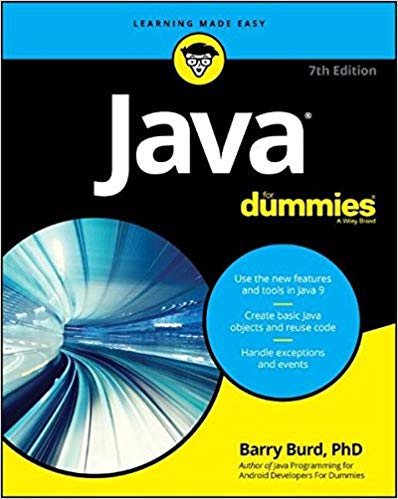 LEARNING MADE EASY
7th Edition
Java®
for
dummies®
A Wiley Brand
Use the new features
and tools in Java 9
Create basic Java
objects and reuse code
Handle exceptions
and events
Barry Burd, PhD
Author of Java Programming for
Android Developers For Dummies